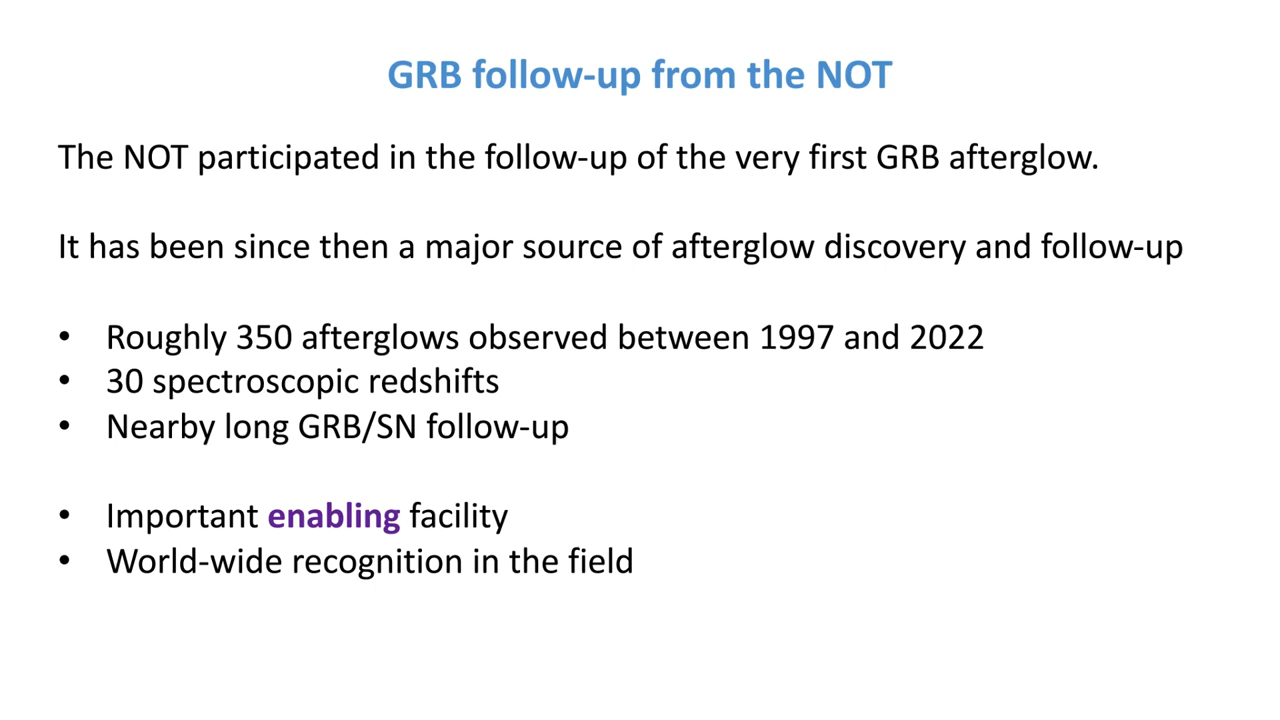 GRB follow-up from the NOT
The NOT participated in the follow-up of the very first GRB afterglow.
It has been since then a major source of afterglow discovery and follow-up
• Roughly 350 afterglows observed between 1997 and 2022
• 30 spectroscopic redshifts
• Nearby long GRB/SN follow-up
• Important enabling facility
• World-wide recognition in the field